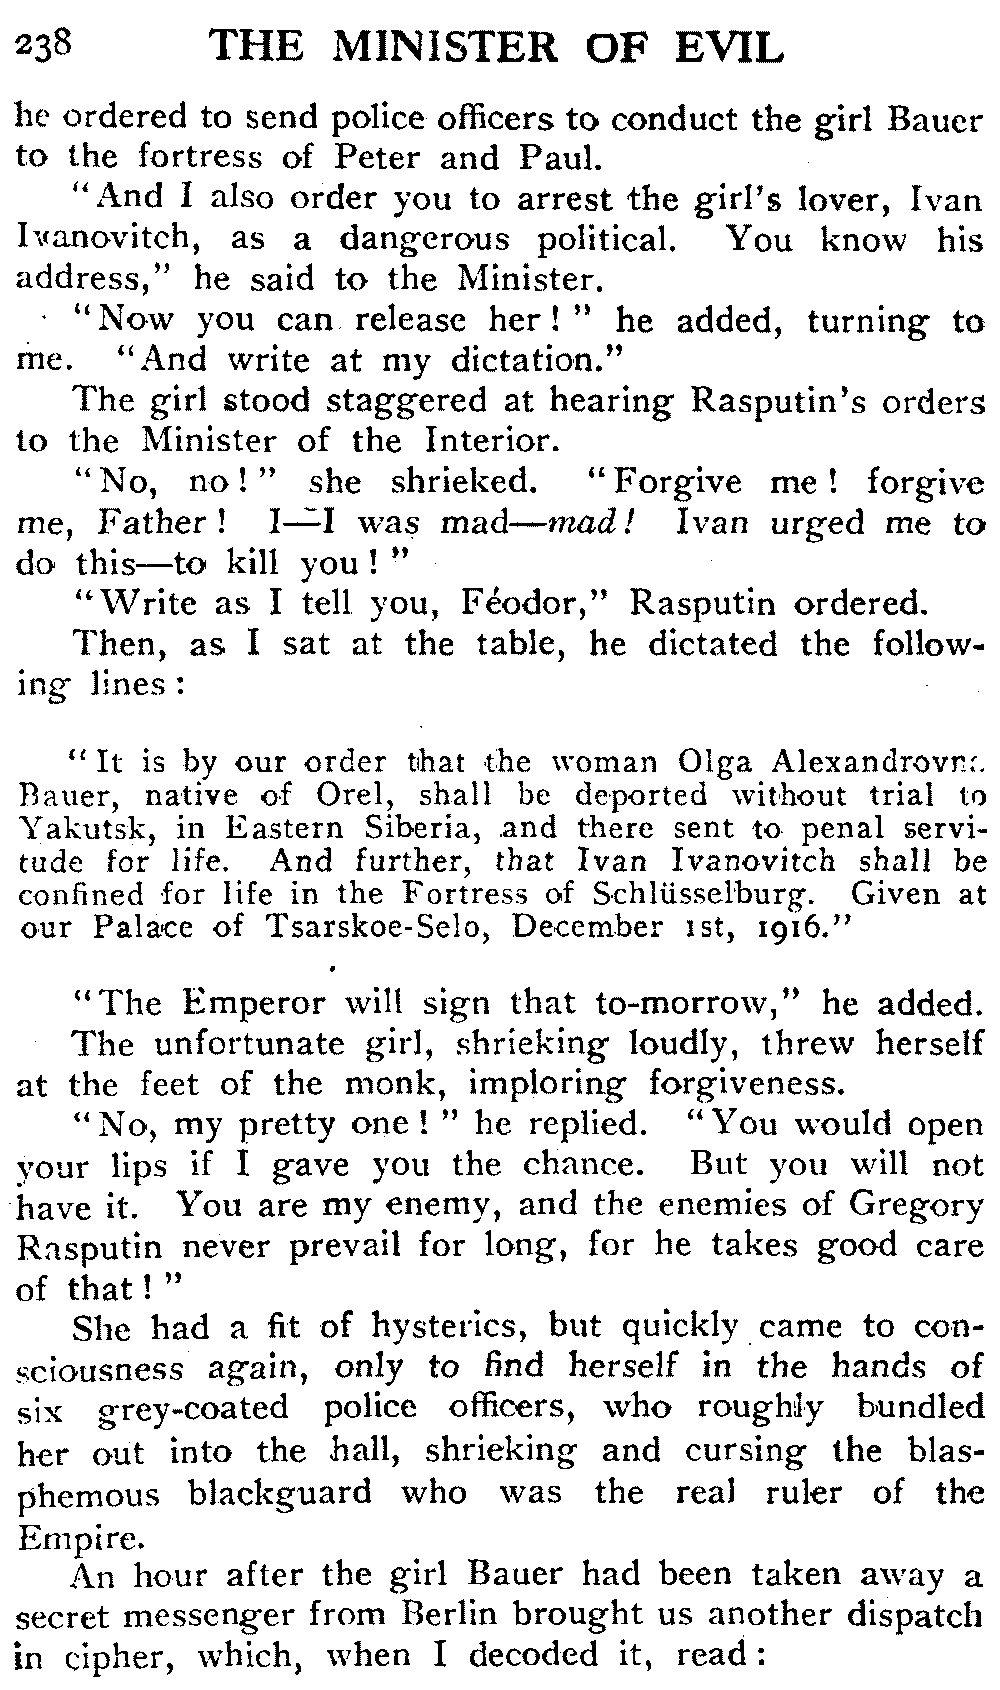 238 THE MINISTER OF EVIL
he ordered to send police officers to conduct the girl Bauer
to the fortress of Peter and Paul.
"And I also order you to arrest the girl's lover, Ivan
Ivanovitch, as a dangerous political. You know his
address," he said to the Minister.
"Now you can release her!" he added, turning to
me. "And write at my dictation."
The girl stood staggered at hearing Rasputin's orders
to the Minister of the Interior.
"No, no!" she shrieked. "Forgive me! forgive
me, Father! I—I was mad—mad! Ivan urged me to
do this—to kill you!"
"Write as I tell you, Féodor," Rasputin ordered.
Then, as I sat at the table, he dictated the follow-
ing lines:
"It is by our order that the woman Olga Alexandrovna
Bauer, native of Orel, shall be deported without trial to
Yakutsk, in Eastern Siberia, and there sent to penal servi-
tude for life. And further, that Ivan Ivanovitch shall be
confined for life in the Fortress of Schlüsselburg. Given at
our Palace of Tsarskoe-Selo, December 1st, 1916."
"The Emperor will sign that to-morrow," he added.
The unfortunate girl, shrieking loudly, threw herself
at the feet of the monk, imploring forgiveness.
"No, my pretty one!" he replied. "You would open
your lips if I gave you the chance. But you will not
have it. You are my enemy, and the enemies of Gregory
Rasputin never prevail for long, for he takes good care
of that!"
She had a fit of hysterics, but quickly came to con-
sciousness again, only to find herself in the hands of
six grey-coated police officers, who roughly bundled
her out into the hall, shrieking and cursing the blas-
phemous blackguard who was the real ruler of the
Empire.
An hour after the girl Bauer had been taken away a
secret messenger from Berlin brought us another dispatch
in cipher, which, when I decoded it, read: